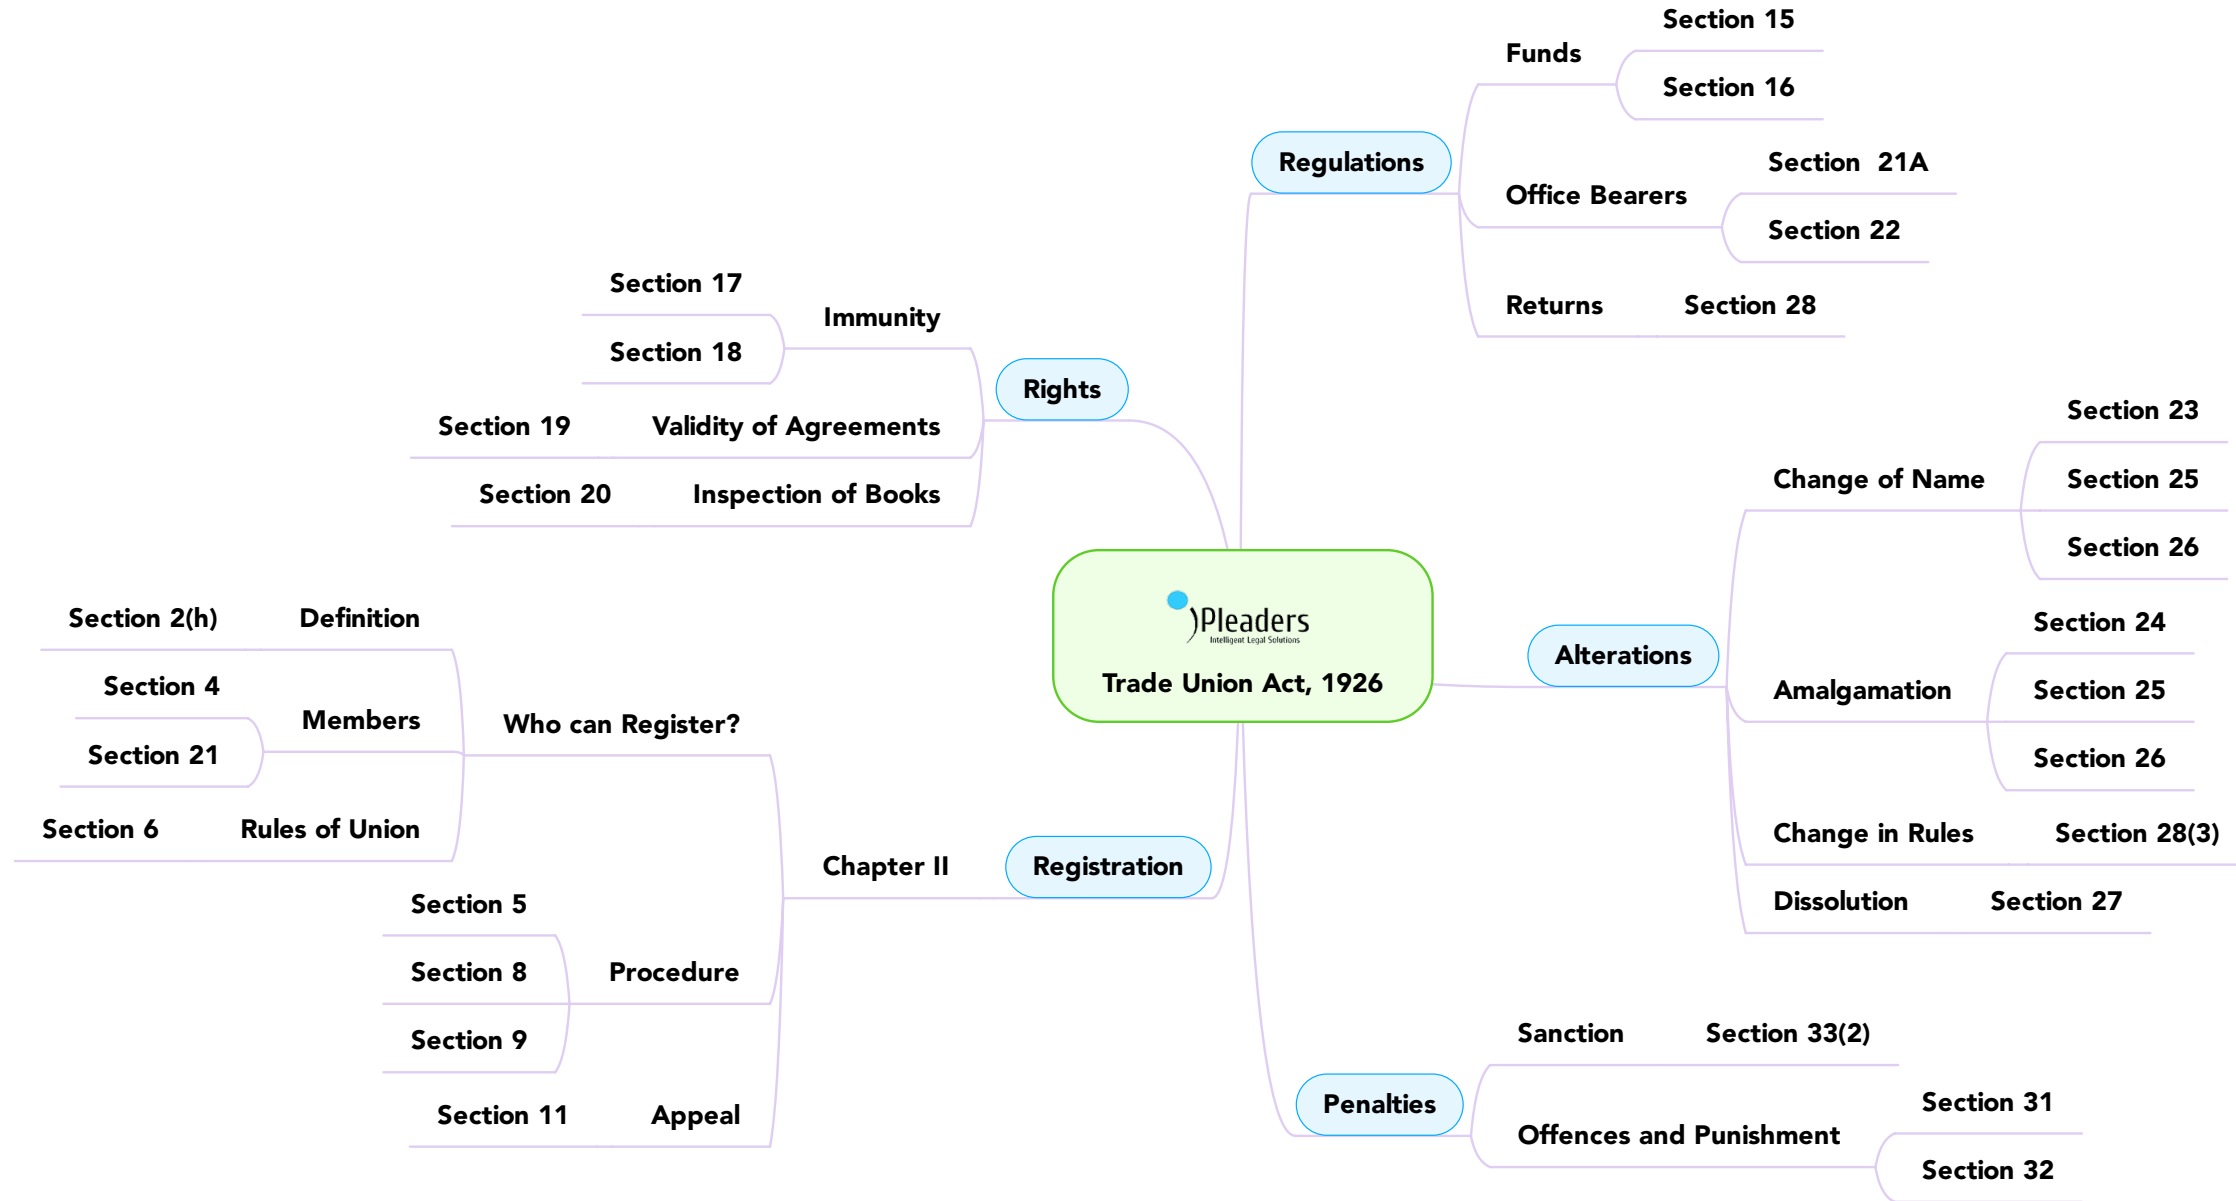 Section 15
Funds
Section 16
Regulations
Section 21A
Office Bearers
Section 22
Returns
Section 28
Section 17
Immunity
Section 18
Rights
Section 19
Validity of Agreements
Section 20
Inspection of Books
Section 23
Change of Name
Section 25
Section 26
Pleaders
Intelligent Legal Solutions
Trade Union Act, 1926
Alterations
Section 24
Amalgamation
Section 25
Section 26
Change in Rules
Section 28(3)
Dissolution
Section 27
Section 2(h)
Definition
Section 4
Members
Section 21
Who can Register?
Section 6
Rules of Union
Chapter II
Registration
Section 5
Section 8
Procedure
Section 9
Section 11
Appeal
Penalties
Sanction
Section 33(2)
Offences and Punishment
Section 31
Section 32